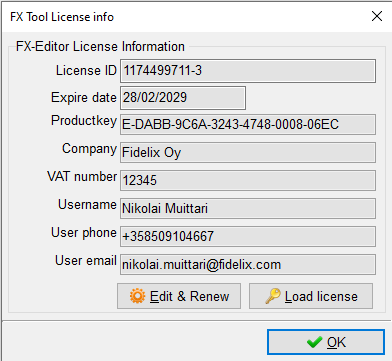 FX Tool License info
FX-Editor License Information
License ID 1174499711-3
Expire date 28/02/2029
Productkey E-DABB-9C6A-3243-4748-0008-06EC
Company Fidelix Oy
VAT number 12345
Username Nikolai Muittari
User phone +358509104667
User email nikolai.muittari@fidelix.com
Edit & Renew Load license
OK